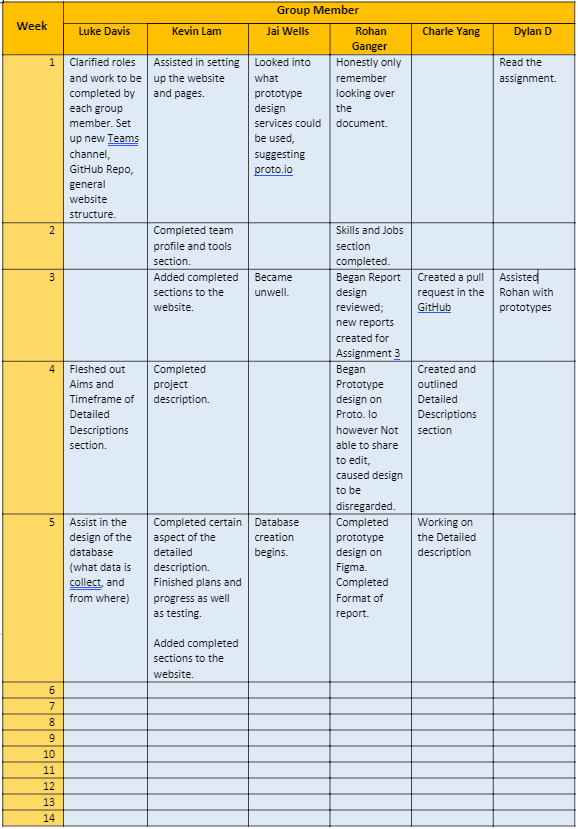 Group Member
Week
Luke Davis
Kevin Lam
Jai Wells
Rohan
Ganger
Charle Yang
Dylan D
1
Clarified roles
and work to be
completed by
each group
member. Set
up new Teams
channel,
GitHub Repo,
general
website
structure.
Assisted in setting
up the website
and pages.
Looked into
what
prototype
design
services could
be used,
suggesting
proto.io
Honestly only
remember
looking over
the
document.
Read the
assignment.
2
Completed team
profile and tools
section.
Skills and Jobs
section
completed.
3
Added completed
sections to the
website.
Became
unwell.
Began Report
design
reviewed;
new reports
created for
Assignment 3
Created a pull
request in the
GitHub
Assisted
Rohan with
prototypes
4
Fleshed out
Aims and
Timeframe of
Detailed
Descriptions
section.
Completed
project
description.
Began
Prototype
design on
Proto. Io
however Not
able to share
to edit,
caused design
to be
disregarded.
Created and
outlined
Detailed
Descriptions
section
5
Assist in the
design of the
database
(what data is
collect, and
from where)
Completed certain
aspect of the
detailed
description.
Finished plans and
progress as well
as testing.
Added completed
sections to the
website.
Database
creation
begins.
Completed
prototype
design on
Figma.
Completed
Format of
report.
Working on
the Detailed
description
6
7
8
9
10
11
12
13
14